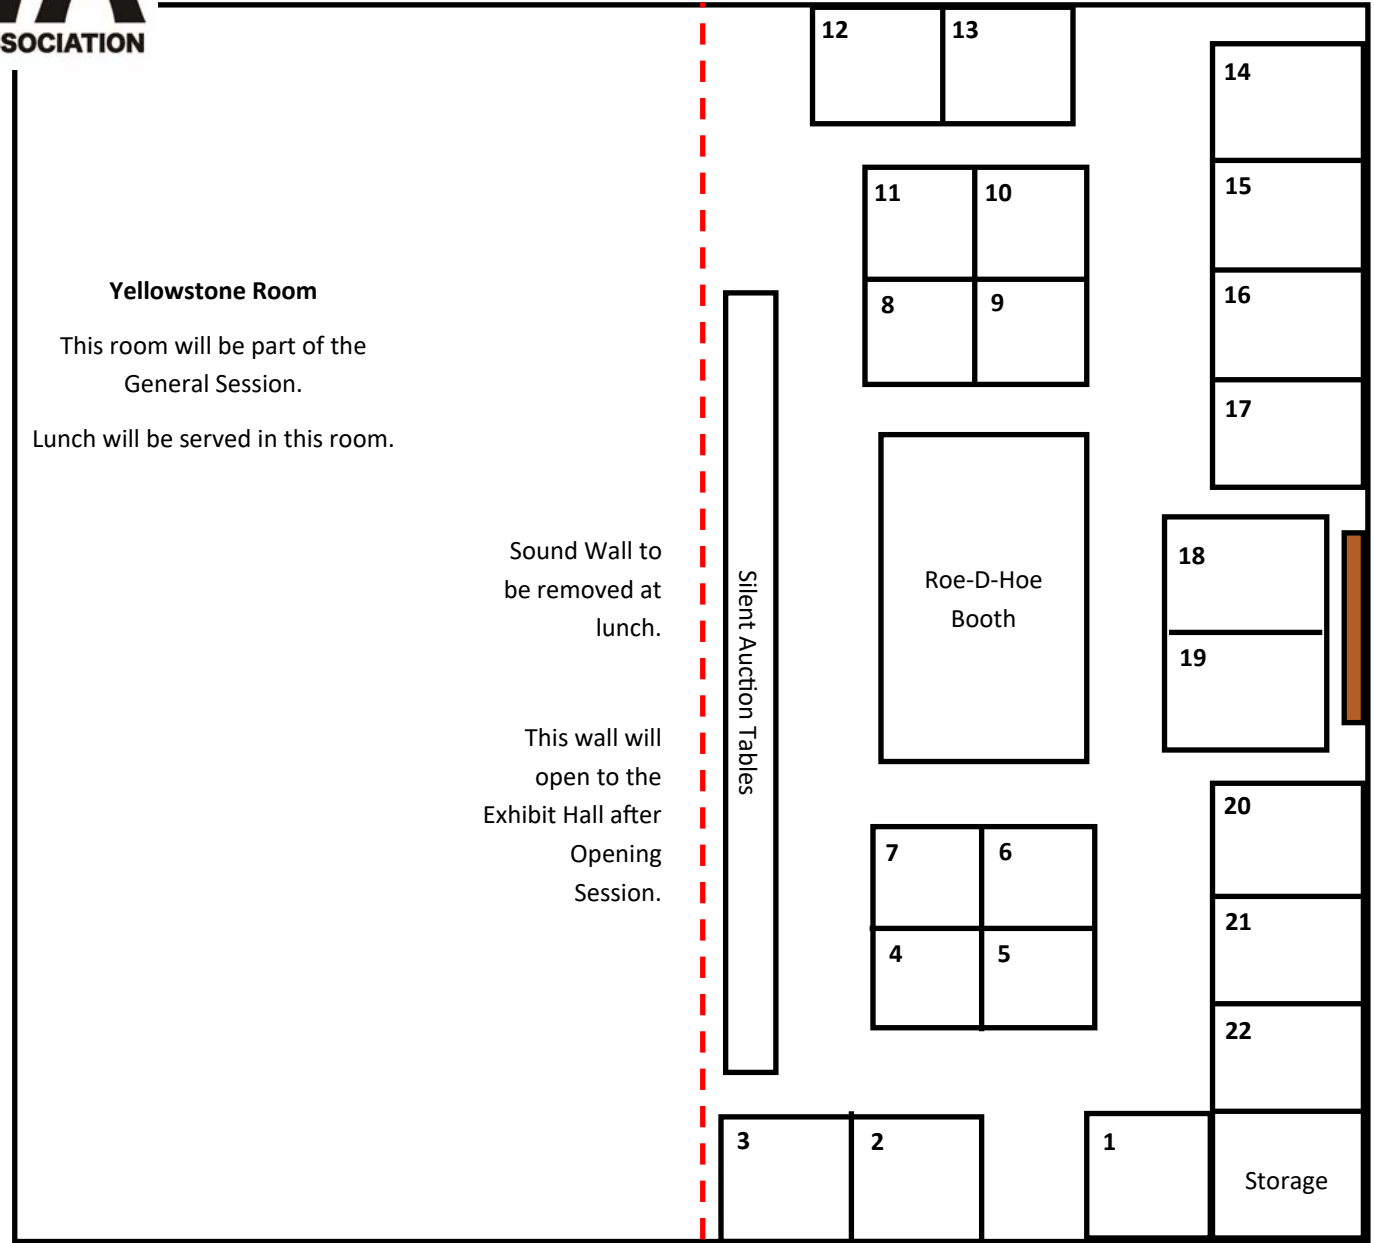 SOCIATION
Yellowstone Room
This room will be part of the
General Session.
Lunch will be served in this room.
Sound Wall to
be removed at
lunch.
This wall will
open to the
Exhibit Hall after
Opening
Session.
Silent Auction Tables
12
13
11
10
8
9
Roe-D-Hoe
Booth
7
6
4
5
3
2
1
14
15
16
17
18
19
20
21
22
Storage